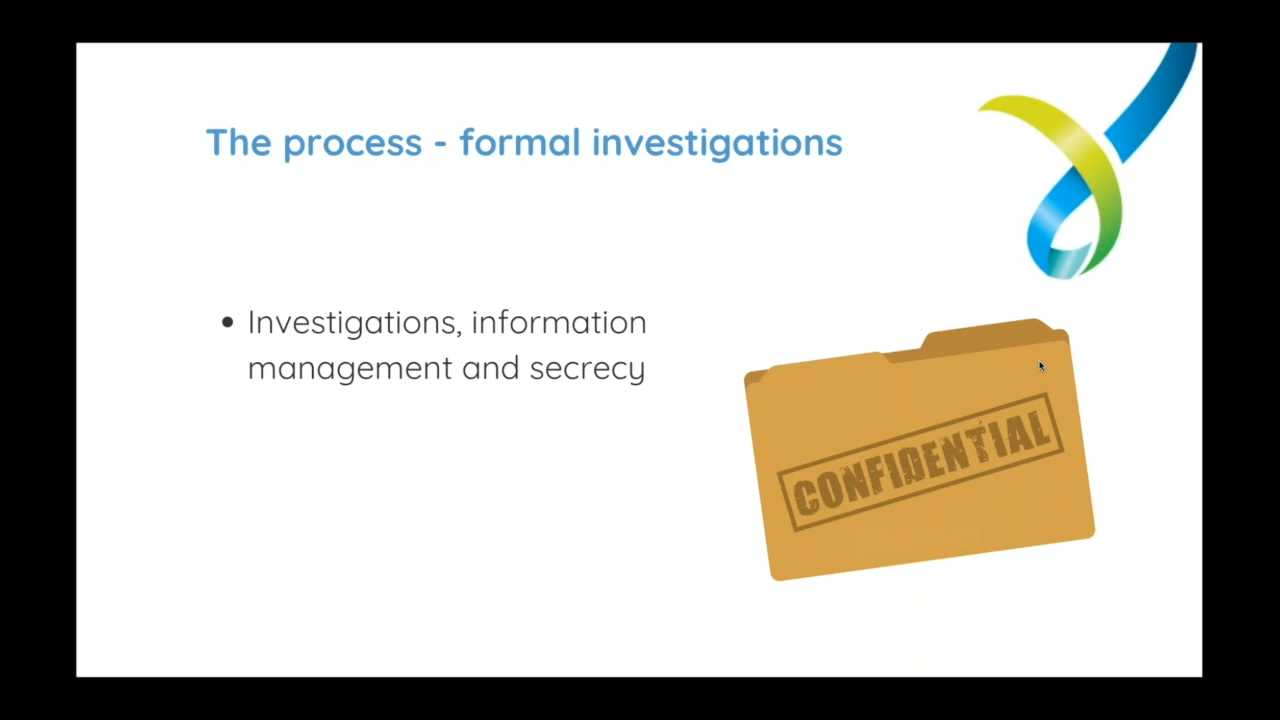 The process - formal investigations
• Investigations, information
management and secrecy
CONFIDENTIAL